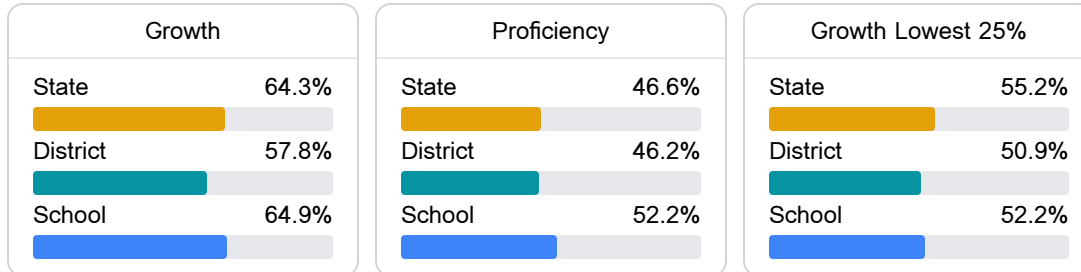 Growth
State 64.3%
District 57.8%
School 64.9%
Proficiency
State 46.6%
District 46.2%
School 52.2%
Growth Lowest 25%
State 55.2%
District 50.9%
School 52.2%